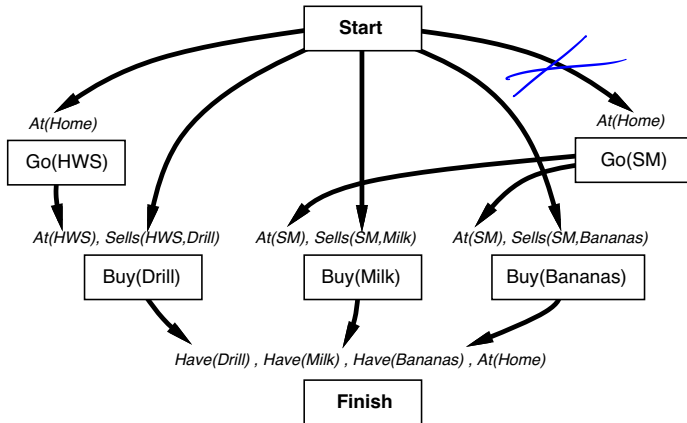 Start
At(Home) At(Home)
Go(HWS) Go(SM)
At(HWS), Sells(HWS,Drill) At(SM), Sells(SM,Milk) At(SM), Sells(SM,Bananas)
Buy(Drill) Buy(Milk) Buy(Bananas)
Have(Drill) , Have(Milk) , Have(Bananas) , At(Home)
Finish